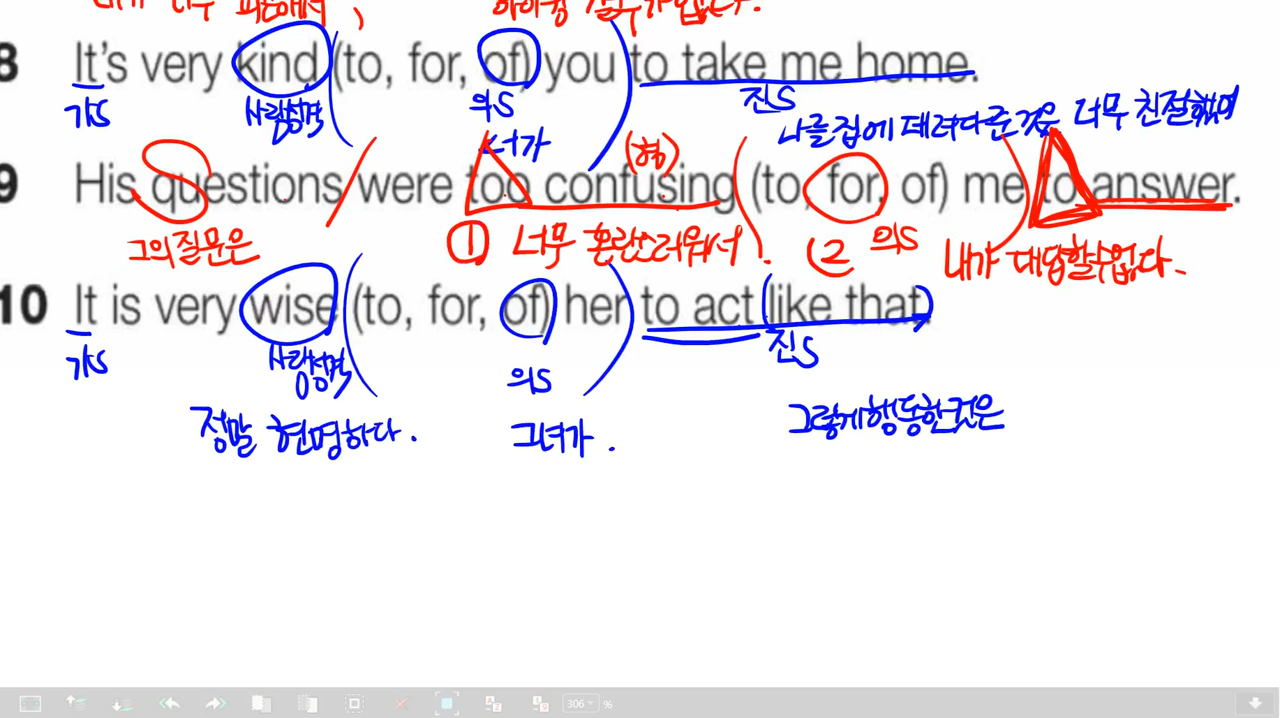 8 It's very kind (to, for, of) you to take me home.
가S 사람성격 의S 진S
너가 나를 집에 데려다 준것은 너무 친절했어
(형)
9 His questions were too confusing (to, for, of) me to answer.
그의 질문은 ① 너무 혼란스러워서. ② 의S 내가 대답할수없다.
10 It is very wise (to, for, of) her to act like that.
가S 사람성격 의S 진S
정말 현명하다. 그녀가. 그렇게 행동한것은
306 %